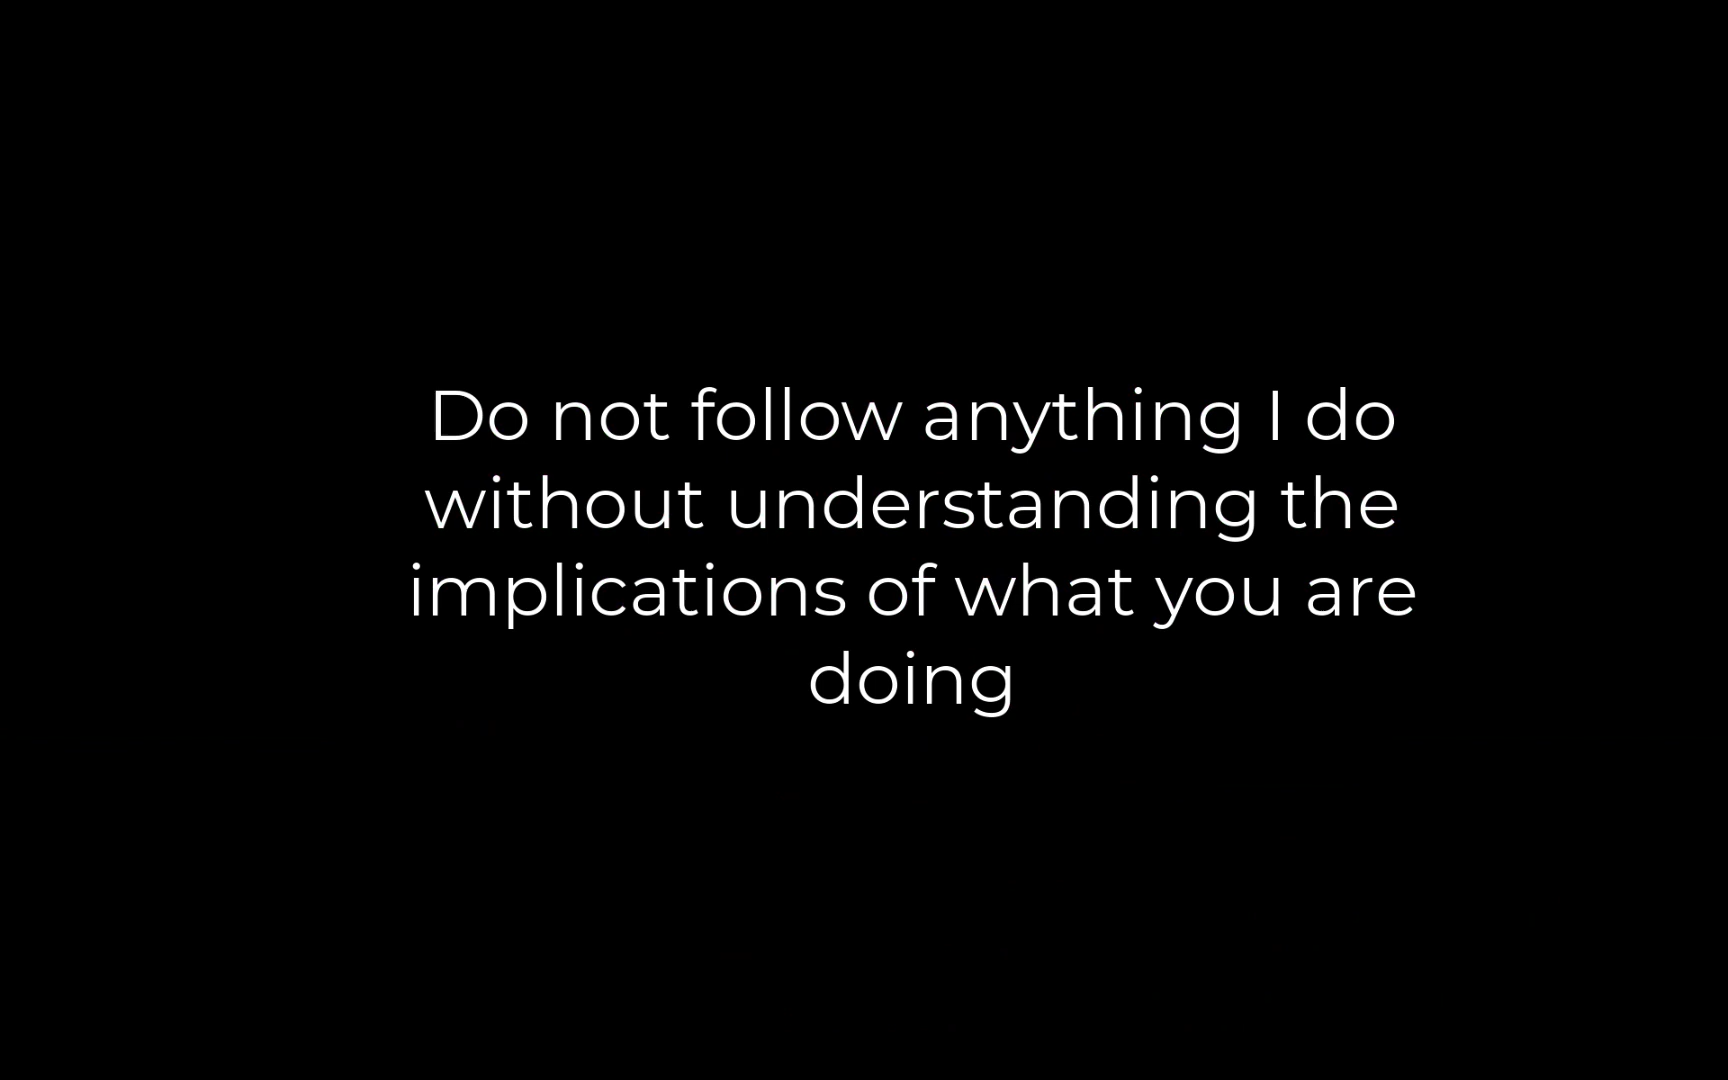 Do not follow anything I do
without understanding the
implications of what you are
doing